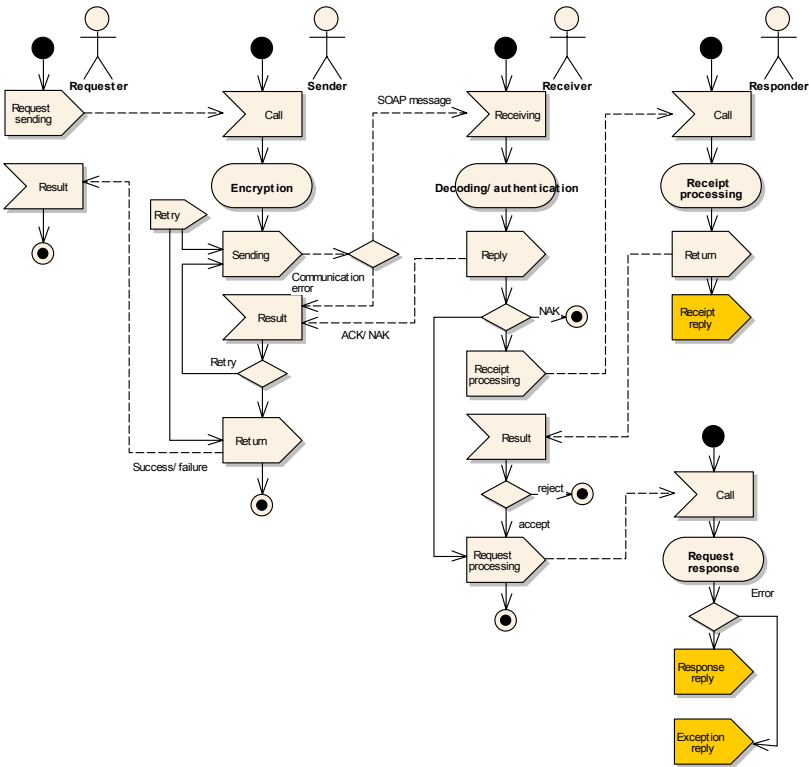 Requester
Sender
Receiver
Responder
Request
sending
Call
SOAP message
Receiving
Call
Result
Encryption
Decoding/ authentication
Receipt
processing
Retry
Sending
Communication
error
Reply
Return
Result
ACK/ NAK
NAK
Receipt
reply
Retry
Receipt
processing
Return
Success/ failure
Result
reject
accept
Call
Request
processing
Request
response
Error
Response
reply
Exception
reply